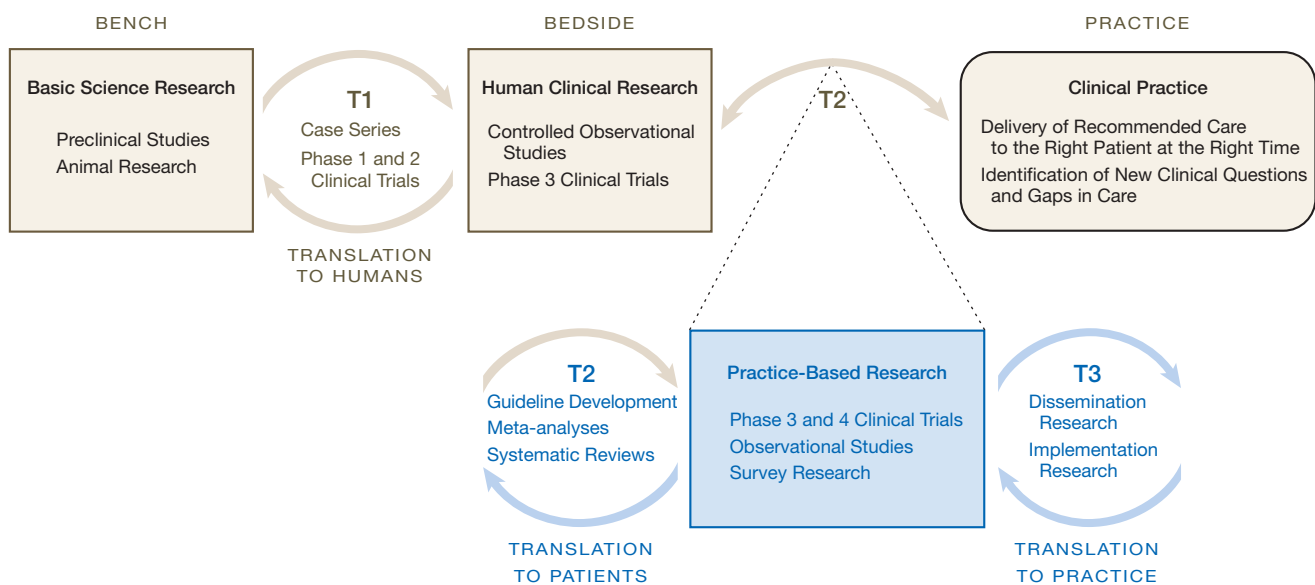 BENCH
BEDSIDE
PRACTICE
Basic Science Research
Preclinical Studies
Animal Research
T1
Case Series
Phase 1 and 2
Clinical Trials
TRANSLATION
TO HUMANS
Human Clinical Research
Controlled Observational
Studies
Phase 3 Clinical Trials
T2
Clinical Practice
Delivery of Recommended Care
to the Right Patient at the Right Time
Identification of New Clinical Questions
and Gaps in Care
T2
Guideline Development
Meta-analyses
Systematic Reviews
TRANSLATION
TO PATIENTS
Practice-Based Research
Phase 3 and 4 Clinical Trials
Observational Studies
Survey Research
T3
Dissemination
Research
Implementation
Research
TRANSLATION
TO PRACTICE